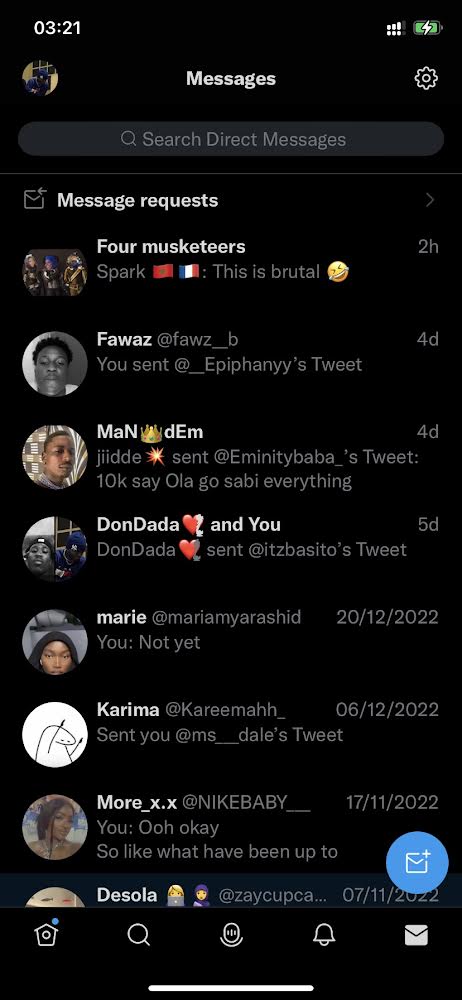 03:21
Messages
Search Direct Messages
Message requests
Four musketeers 2h
Spark 🇲🇦 🇫🇷: This is brutal 🤣
Fawaz @fawz__b 4d
You sent @__Epiphanyy’s Tweet
MaN👑dEm 4d
jiidde💥 sent @Eminitybaba_’s Tweet:
10k say Ola go sabi everything
DonDada❤️🕊 and You 5d
DonDada❤️🕊 sent @itzbasito’s Tweet
marie @mariamyarashid 20/12/2022
You: Not yet
Karima @Kareemahh_ 06/12/2022
Sent you @ms___dale’s Tweet
More_x.x @NIKEBABY___ 17/11/2022
You: Ooh okay
So like what have been up to
Desola 👩‍💻 🧕 @zaycupca... 07/11/2022